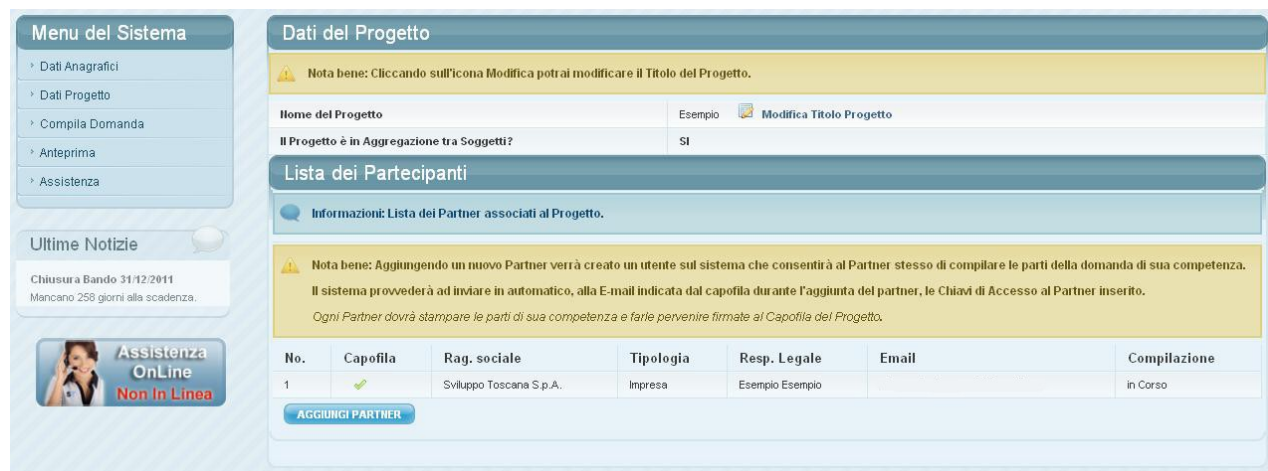 Menu del Sistema
Dati Anagrafici
Dati Progetto
Compila Domanda
Anteprima
Assistenza
Ultime Notizie
Chiusura Bando 31/12/2011
Mancano 258 giorni alla scadenza.
Assistenza
OnLine
Non In Linea
Dati del Progetto
Nota bene: Cliccando sull'icona Modifica potrai modificare il Titolo del Progetto.
Nome del Progetto Esempio Modifica Titolo Progetto
Il Progetto è in Aggregazione tra Soggetti? SI
Lista dei Partecipanti
Informazioni: Lista dei Partner associati al Progetto.
Nota bene: Aggiungendo un nuovo Partner verrà creato un utente sul sistema che consentirà al Partner stesso di compilare le parti della domanda di sua competenza.
Il sistema provvederà ad inviare in automatico, alla E-mail indicata dal capofila durante l'aggiunta del partner, le Chiavi di Accesso al Partner inserito.
Ogni Partner dovrà stampare le parti di sua competenza e farle pervenire firmate al Capofila del Progetto.
No. Capofila Rag. sociale Tipologia Resp. Legale Email Compilazione
1 Sviluppo Toscana S.p.A. Impresa Esempio Esempio in Corso
AGGIUNGI PARTNER